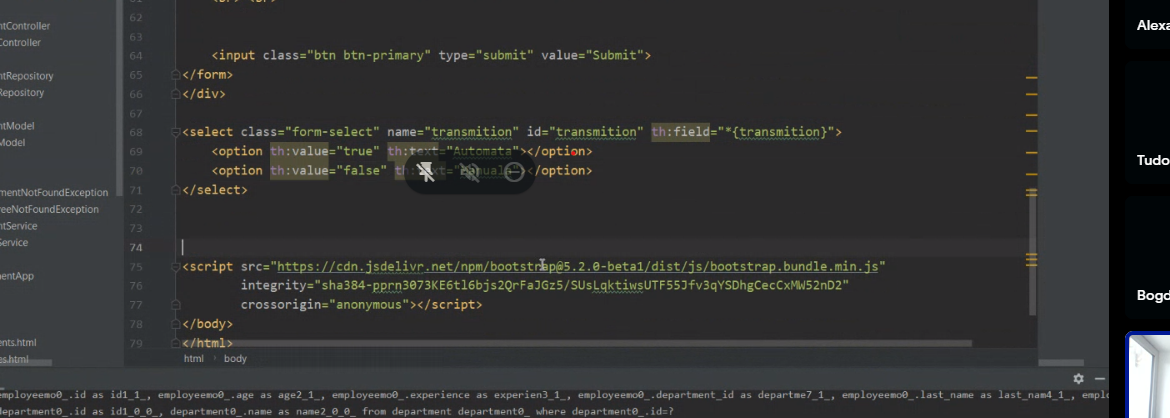 61
62
63
64 <input class="btn btn-primary" type="submit" value="Submit">
65 </form>
66 </div>
67
68 <select class="form-select" name="transmition" id="transmition" th:field="*{transmition}">
69 <option th:value="true" th:text="Automata"></option>
70 <option th:value="false" th:text="Manuala"></option>
71 </select>
72
73
74
75 <script src="https://cdn.jsdelivr.net/npm/bootstrap@5.2.0-beta1/dist/js/bootstrap.bundle.min.js"
76 integrity="sha384-pprn3073KE6tl6bjs2QrFaJGz5/SUsLqktiwsUTF55Jfv3qYSDhgCecCxMW52nD2"
77 crossorigin="anonymous"></script>
78 </body>
79 </html>
html
body
ntController
Controller
ntRepository
Repository
ntModel
Model
mentNotFoundException
eeNotFoundException
ntService
Service
mentApp
ents.html
es.html
employeemo0_.id as id1_1_, employeemo0_.age as age2_1_, employeemo0_.experience as experien3_1_, employeemo0_.department_id as departme7_1_, employeemo0_.last_name as last_nam4_1_, em
department0_.id as id1_0_0_, department0_.name as name2_0_0_ from department department0_ where department0_.id=?
Alexa
Tudo
Bogd